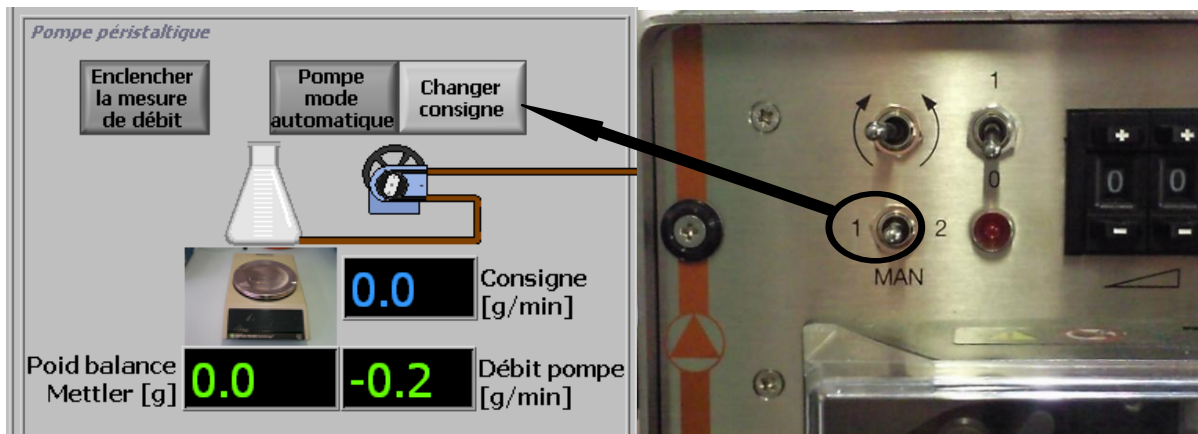 Pompe péristaltique
Enclencher
la mesure
de débit
Pompe
mode
automatique
Changer
consigne
0.0
Consigne
[g/min]
Poid balance
Mettler [g]
0.0
-0.2
Débit pompe
[g/min]
1
0
1
2
MAN
+
+
0
0
-
-